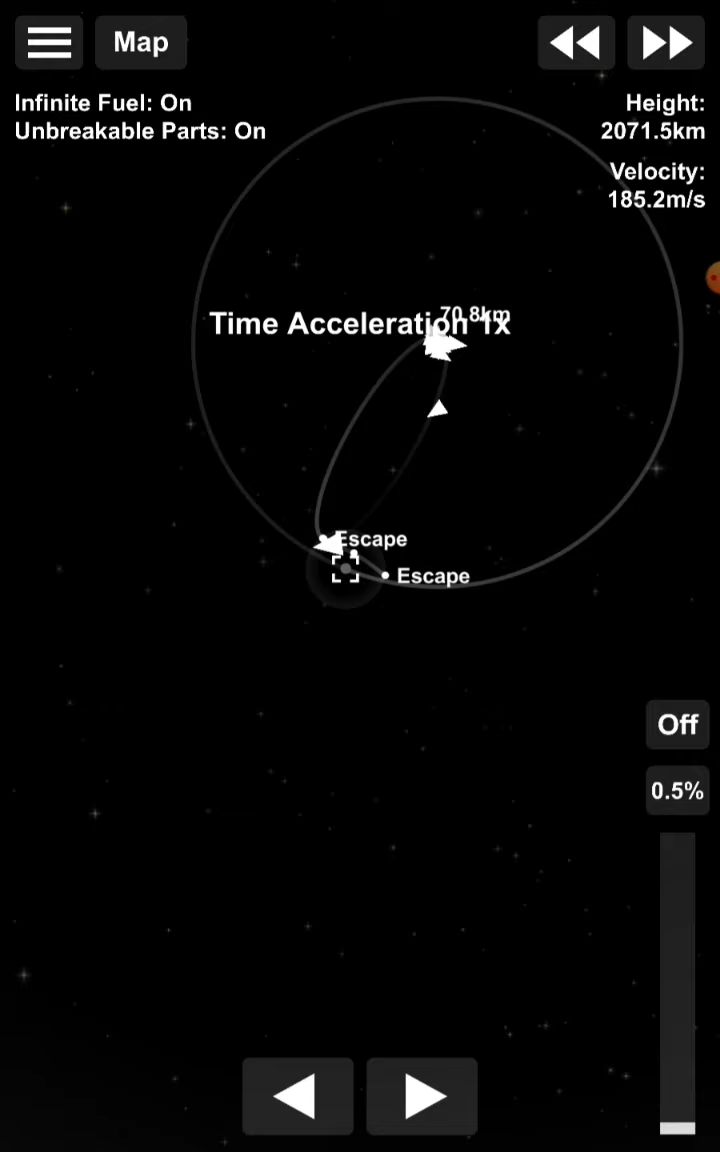 Map
Infinite Fuel: On
Unbreakable Parts: On
Height:
2071.5km
Velocity:
185.2m/s
70.8km
Time Acceleration 1x
Escape
Escape
Off
0.5%